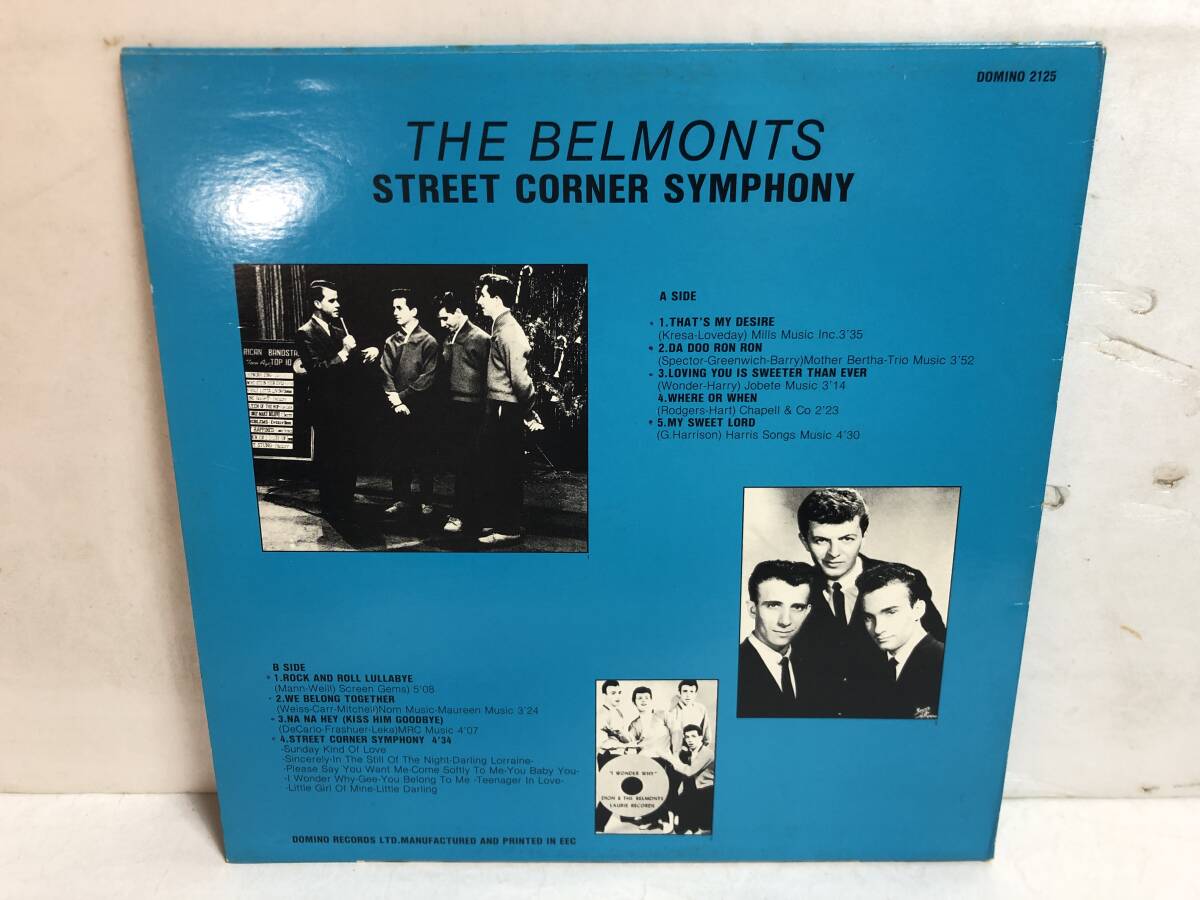 DOMINO 2125
THE BELMONTS
STREET CORNER SYMPHONY
RICAN BANDSTA
TOP 10
A SIDE
1.THAT'S MY DESIRE
(Kresa-Loveday) Mills Music Inc.3'35
2.DA DOO RON RON
(Spector-Greenwich-Barry)Mother Bertha-Trio Music 3'52
3.LOVING YOU IS SWEETER THAN EVER
(Wonder-Harry) Jobete Music 3'14
4.WHERE OR WHEN
(Rodgers-Hart) Chapell & Co 2'23
5.MY SWEET LORD
(G.Harrison) Harris Songs Music 4'30
B SIDE
1.ROCK AND ROLL LULLABYE
(Mann-Weill) Screen Gems) 5'08
2.WE BELONG TOGETHER
(Weiss-Carr-Mitchell)Nom Music-Maureen Music 3'24
3.NA NA HEY (KISS HIM GOODBYE)
(DeCarlo-Frashuer-Leka)MRC Music 4'07
4.STREET CORNER SYMPHONY 4'34
-Sunday Kind Of Love
-Sincerely-In The Still Of The Night-Darling Lorraine-
-Please Say You Want Me-Come Softly To Me-You Baby You-
-I Wonder Why-Gee-You Belong To Me -Teenager In Love-
-Little Girl Of Mine-Little Darling
"I WONDER WHY"
DION & THE BELMONTS
LAURIE RECORDS
DOMINO RECORDS LTD.MANUFACTURED AND PRINTED IN EEC